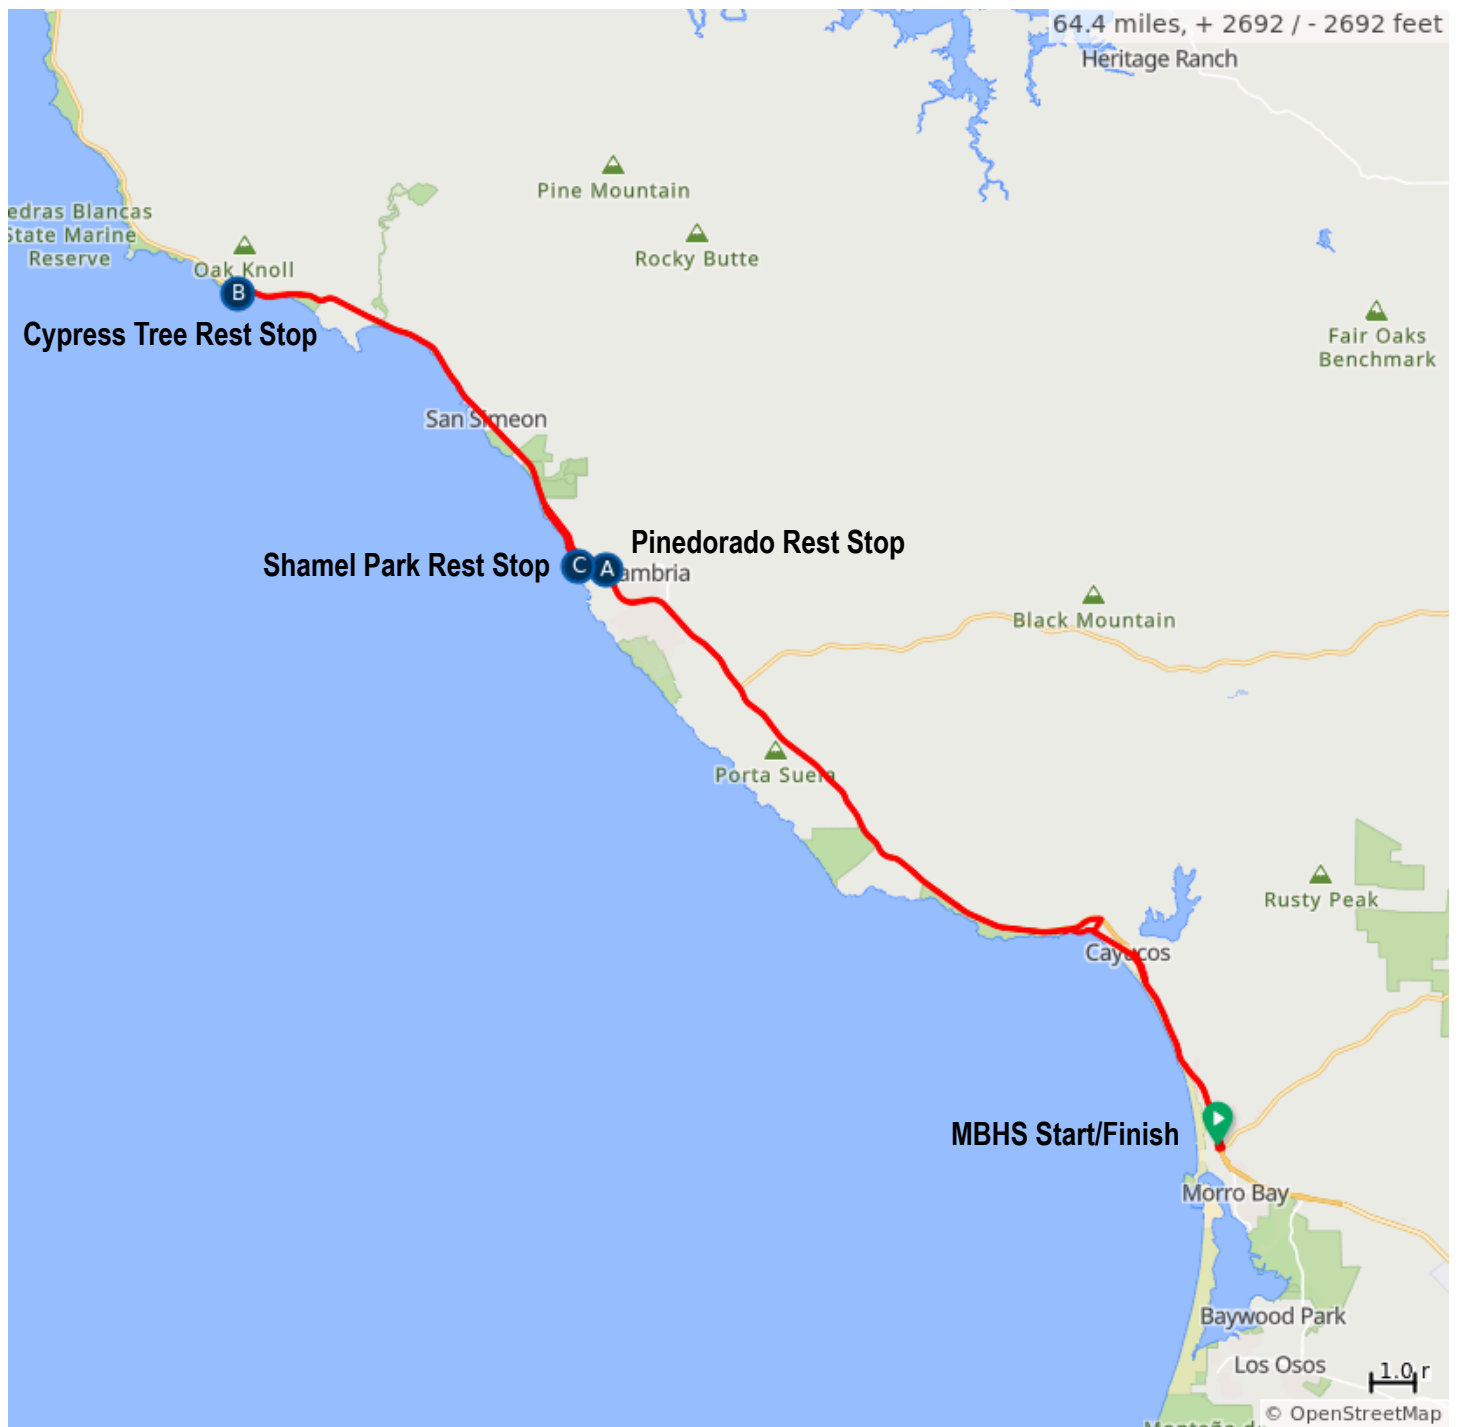 64.4 miles, + 2692 / - 2692 feet
Heritage Ranch
Pine Mountain
edras Blancas
State Marine
Reserve
Rocky Butte
Oak Knoll
B
Cypress Tree Rest Stop
Fair Oaks
Benchmark
San Simeon
Pinedorado Rest Stop
Shamel Park Rest Stop
C
A
ambria
Black Mountain
Porta Suela
Rusty Peak
Cayucos
MBHS Start/Finish
Morro Bay
Baywood Park
Los Osos
1.0 r
© OpenStreetMap